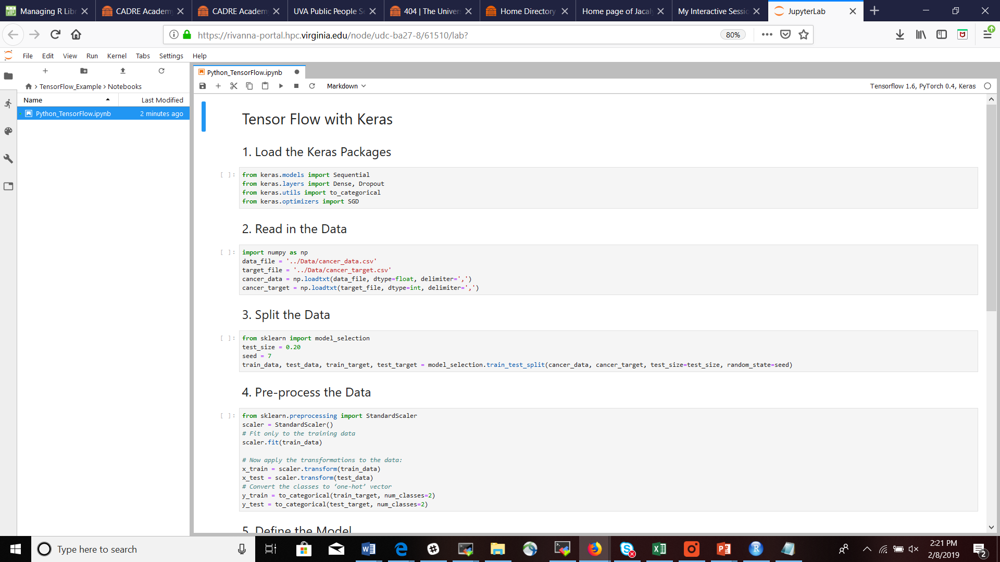 Managing R Libr
CADRE Academy
CADRE Academy
UVA Public People Se
404 | The Univers
Home Directory
Home page of Jacaly
My Interactive Sessio
JupyterLab
https://rivanna-portal.hpc.virginia.edu/node/udc-ba27-8/61510/lab?
80%
File Edit View Run Kernel Tabs Settings Help
Python_TensorFlow.ipynb
> TensorFlow_Example > Notebooks
Markdown
Tensorflow 1.6, PyTorch 0.4, Keras
Name Last Modified
Python_TensorFlow.ipynb 2 minutes ago
Tensor Flow with Keras
1. Load the Keras Packages
[ ]:
from keras.models import Sequential
from keras.layers import Dense, Dropout
from keras.utils import to_categorical
from keras.optimizers import SGD
2. Read in the Data
[ ]:
import numpy as np
data_file = '../Data/cancer_data.csv'
target_file = '../Data/cancer_target.csv'
cancer_data = np.loadtxt(data_file, dtype=float, delimiter=',')
cancer_target = np.loadtxt(target_file, dtype=int, delimiter=',')
3. Split the Data
[ ]:
from sklearn import model_selection
test_size = 0.20
seed = 7
train_data, test_data, train_target, test_target = model_selection.train_test_split(cancer_data, cancer_target, test_size=test_size, random_state=seed)
4. Pre-process the Data
[ ]:
from sklearn.preprocessing import StandardScaler
scaler = StandardScaler()
# Fit only to the training data
scaler.fit(train_data)
# Now apply the transformations to the data:
x_train = scaler.transform(train_data)
x_test = scaler.transform(test_data)
# Convert the classes to ‘one-hot’ vector
y_train = to_categorical(train_target, num_classes=2)
y_test = to_categorical(test_target, num_classes=2)
5. Define the Model
Type here to search
2:21 PM
2/8/2019
2